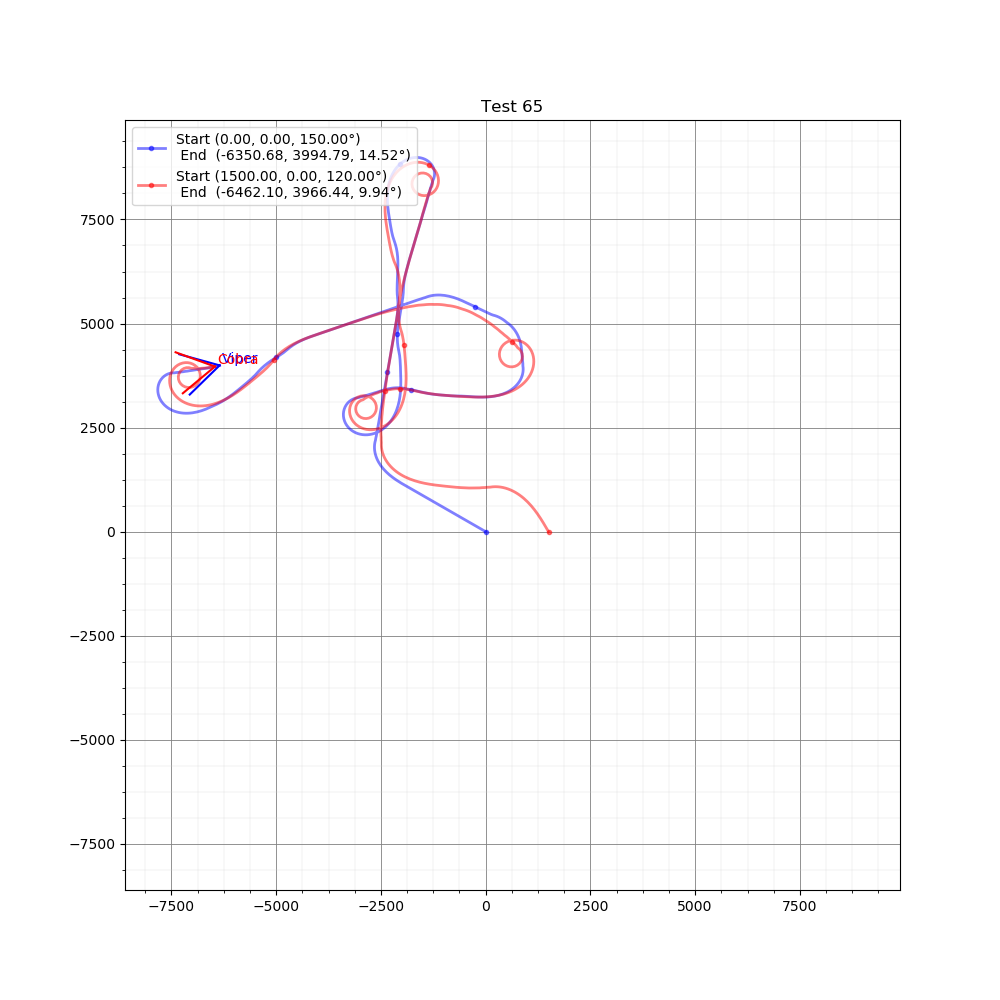 Test 65
Start (0.00, 0.00, 150.00°)
End (-6350.68, 3994.79, 14.52°)
Start (1500.00, 0.00, 120.00°)
End (-6462.10, 3966.44, 9.94°)
7500
5000
Viper
Cobra
2500
0
−2500
−5000
−7500
−7500 −5000 −2500 0 2500 5000 7500